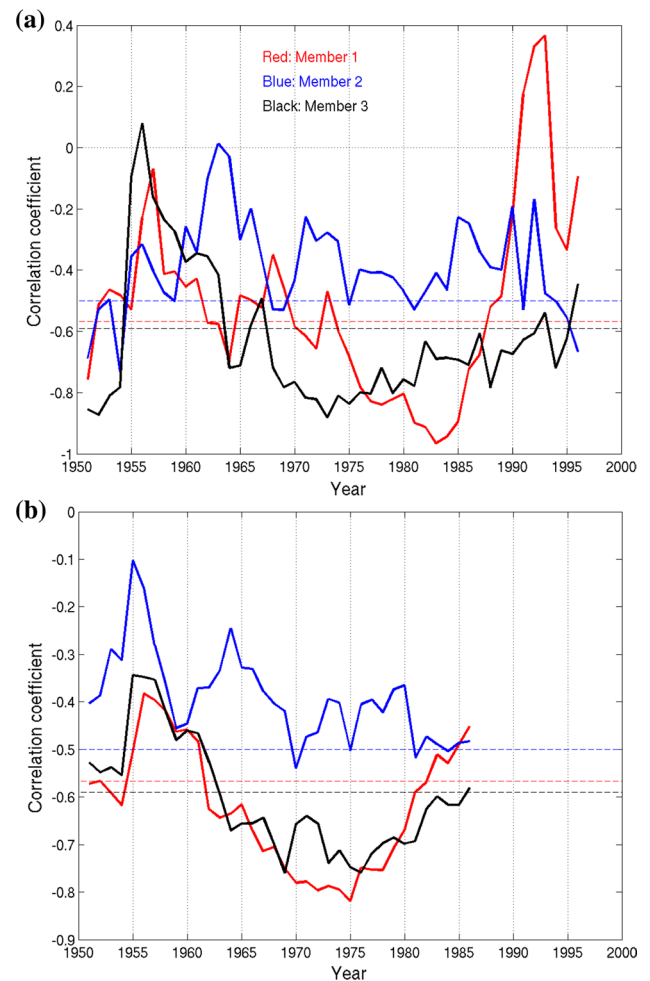 (a)
0.4
0.2
0
-0.2
-0.4
-0.6
-0.8
-1
Correlation coefficient
Red: Member 1
Blue: Member 2
Black: Member 3
1950 1955 1960 1965 1970 1975 1980 1985 1990 1995 2000
Year
(b)
0
-0.1
-0.2
-0.3
-0.4
-0.5
-0.6
-0.7
-0.8
-0.9
Correlation coefficient
1950 1955 1960 1965 1970 1975 1980 1985 1990 1995 2000
Year